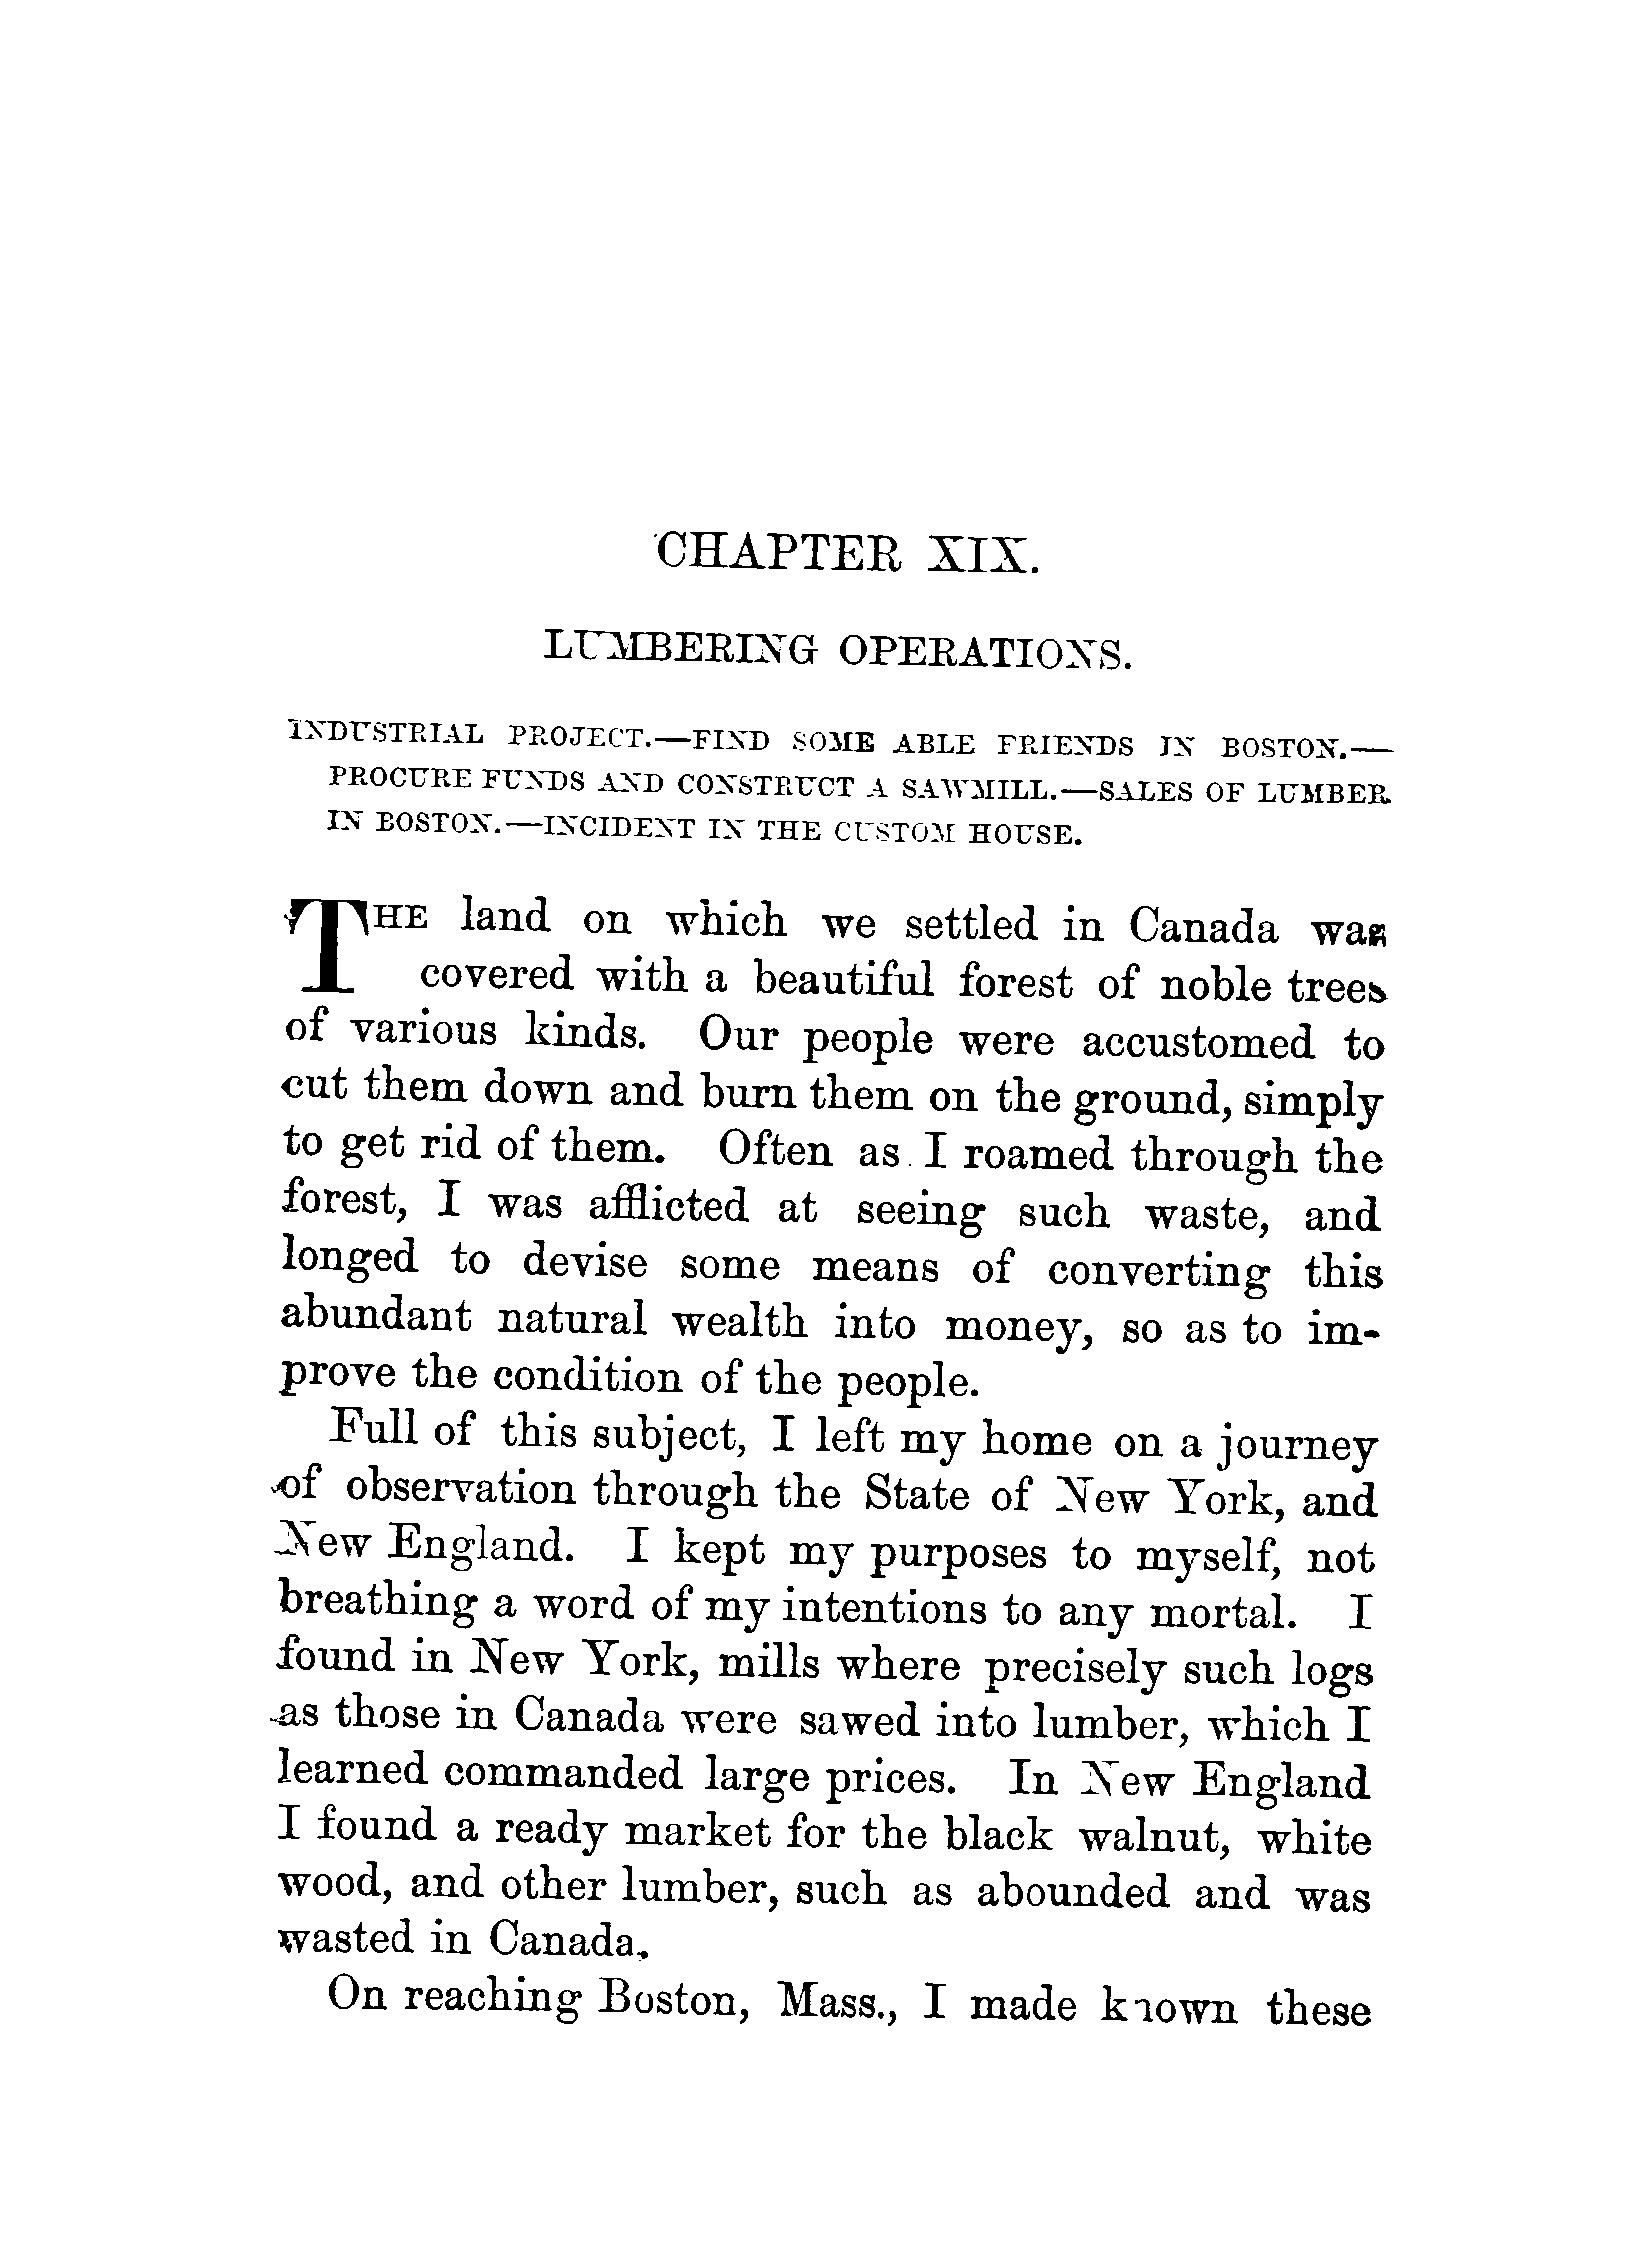 CHAPTER XIX.
LUMBERING OPERATIONS.
INDUSTRIAL PROJECT.—FIND SOME ABLE FRIENDS IN BOSTON.—
PROCURE FUNDS AND CONSTRUCT A SAWMILL.—SALES OF LUMBER
IN BOSTON.—INCIDENT IN THE CUSTOM HOUSE.
THE land on which we settled in Canada was
covered with a beautiful forest of noble trees
of various kinds. Our people were accustomed to
cut them down and burn them on the ground, simply
to get rid of them. Often as I roamed through the
forest, I was afflicted at seeing such waste, and
longed to devise some means of converting this
abundant natural wealth into money, so as to im-
prove the condition of the people.
Full of this subject, I left my home on a journey
of observation through the State of New York, and
New England. I kept my purposes to myself, not
breathing a word of my intentions to any mortal. I
found in New York, mills where precisely such logs
as those in Canada were sawed into lumber, which I
learned commanded large prices. In New England
I found a ready market for the black walnut, white
wood, and other lumber, such as abounded and was
wasted in Canada.
On reaching Boston, Mass., I made known these